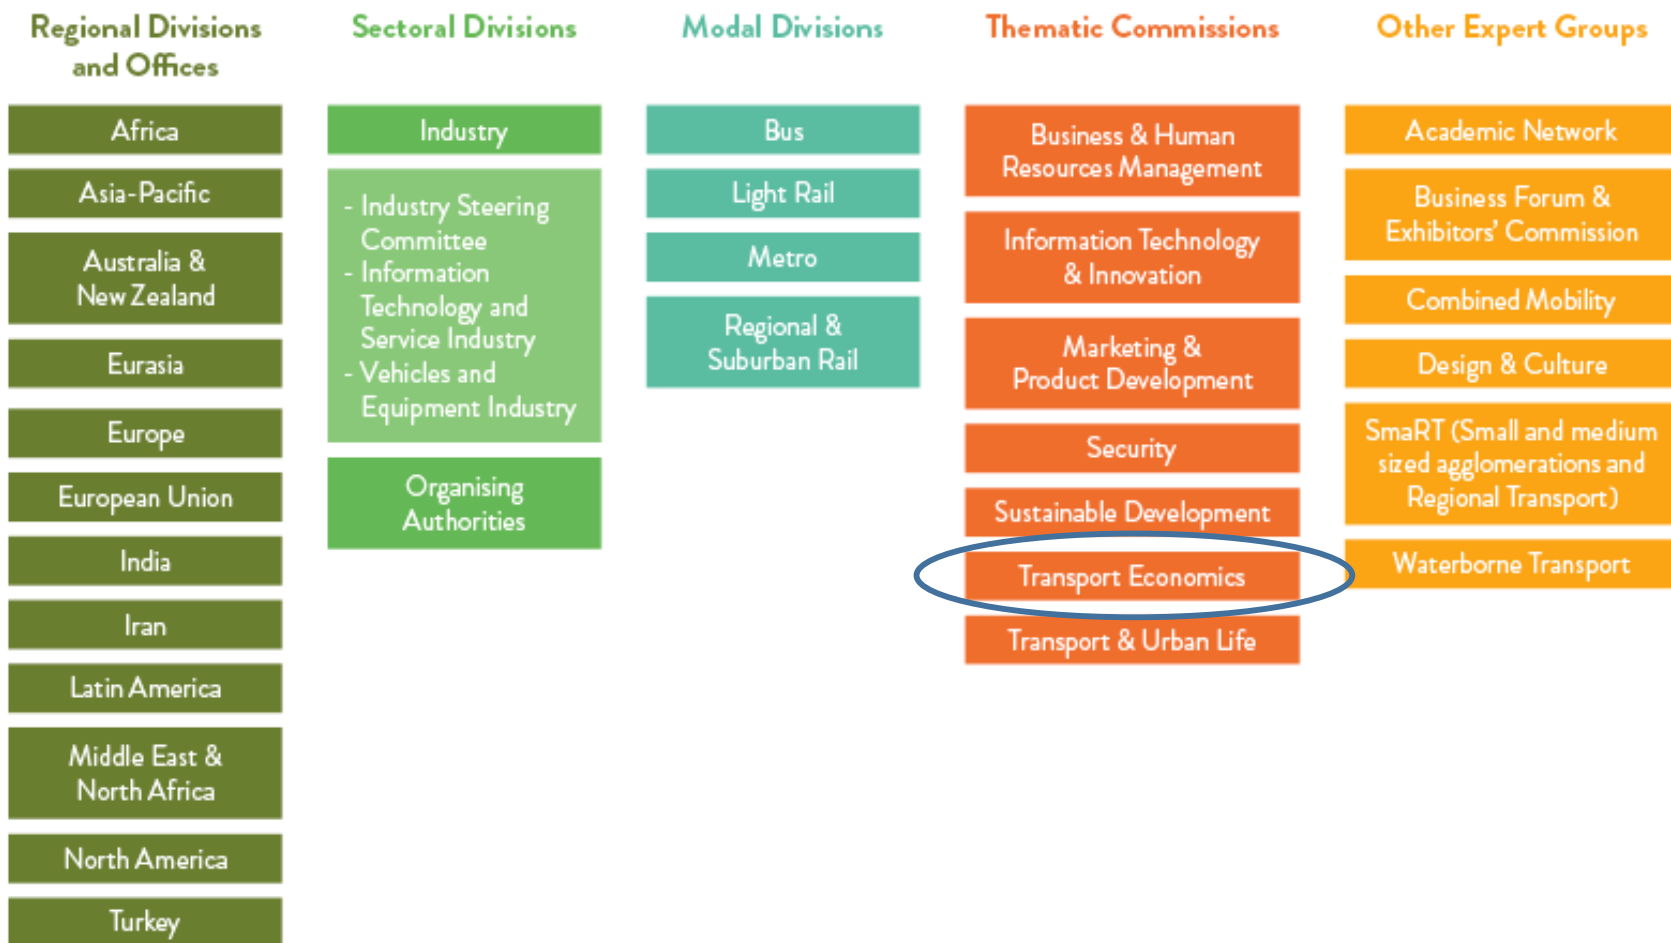 Regional Divisions
and Offices
Africa
Asia-Pacific
Australia &
New Zealand
Eurasia
Europe
European Union
India
Iran
Latin America
Middle East &
North Africa
North America
Turkey
Sectoral Divisions
Industry
- Industry Steering
Committee
- Information
Technology and
Service Industry
- Vehicles and
Equipment Industry
Organising
Authorities
Modal Divisions
Bus
Light Rail
Metro
Regional &
Suburban Rail
Thematic Commissions
Business & Human
Resources Management
Information Technology
& Innovation
Marketing &
Product Development
Security
Sustainable Development
Transport Economics
Transport & Urban Life
Other Expert Groups
Academic Network
Business Forum &
Exhibitors' Commission
Combined Mobility
Design & Culture
SmaRT (Small and medium
sized agglomerations and
Regional Transport)
Waterborne Transport